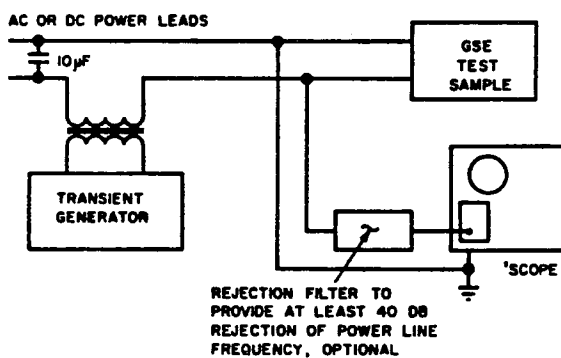 AC OR DC POWER LEADS
10µF
GSE
TEST
SAMPLE
TRANSIENT
GENERATOR
'SCOPE
REJECTION FILTER TO
PROVIDE AT LEAST 40 DB
REJECTION OF POWER LINE
FREQUENCY, OPTIONAL